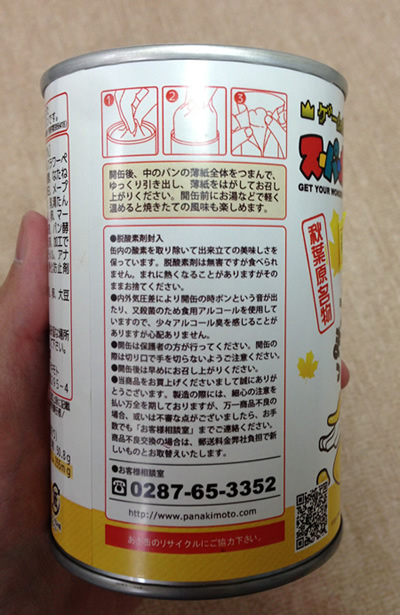 1
2
3
開缶後、中のパンの薄紙全体をつまんで、
ゆっくり引き出し、薄紙をはがしてお召し
上がりください。開缶前にお湯などで軽く
温めると焼きたての風味も楽しめます。
●脱酸素剤封入
缶内の酸素を取り除いて出来立ての美味しさを
保っています。脱酸素剤は無害ですが食べられ
ません。まれに熱くなることがありますがその
ままお捨てください。
●内外気圧差により開缶の時ポンという音が出
たり、又殺菌のため食用アルコールを使用して
いますので、少々アルコール臭を感じることが
ありますが心配ありません。
●開缶は保護者の方が行ってください。開缶の
際は切り口で手を切らないようご注意ください。
●開缶後は早めにお召し上がりください。
●当商品をお買上げくださいまして誠にありが
とうございます。製造の際には、細心の注意を
払い万全を期しておりますが、万一商品不良の
場合、或いは不審な点がございましたら、お手
数でも「お客様相談室」までご連絡ください。
商品不良交換の場合は、郵送料金弊社負担で新
しいものとお取替えいたします。
●お客様相談室
☎0287-65-3352
http://www.panakimoto.com
のリサイクルにご協力下さい。
GET YOUR
秋葉原名物